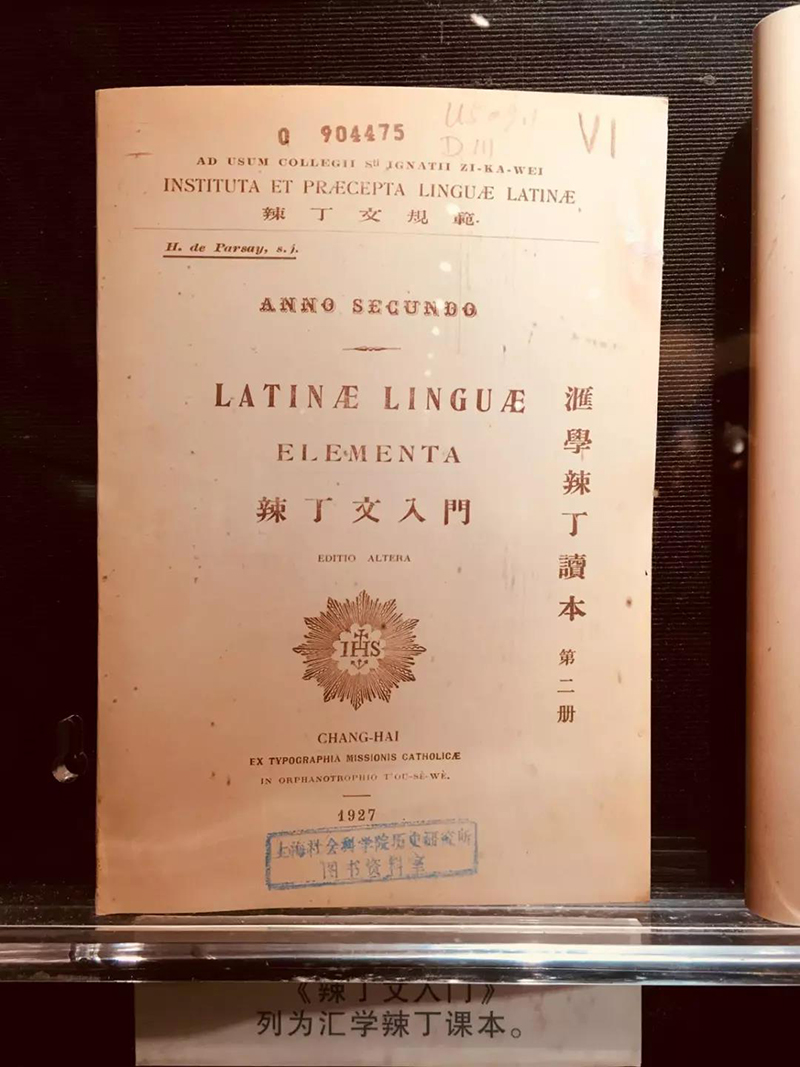 Q 904475
VI
AD USUM COLLEGII Sti IGNATII ZI-KA-WEI
INSTITUTA ET PRÆCEPTA LINGUÆ LATINÆ
辣丁文規範.
H. de Parsay, s. j.
ANNO SECUNDO
LATINÆ LINGUÆ
ELEMENTA
辣丁文入門
EDITIO ALTERA
滙學辣丁讀本 第二册
IHS
CHANG-HAI
EX TYPOGRAPHIA MISSIONIS CATHOLICÆ
IN ORPHANOTROPHIO T'OU-SÈ-WÈ.
1927
上海社会科学院历史研究所
图书资料室
《辣丁文入门》
列为汇学辣丁课本。